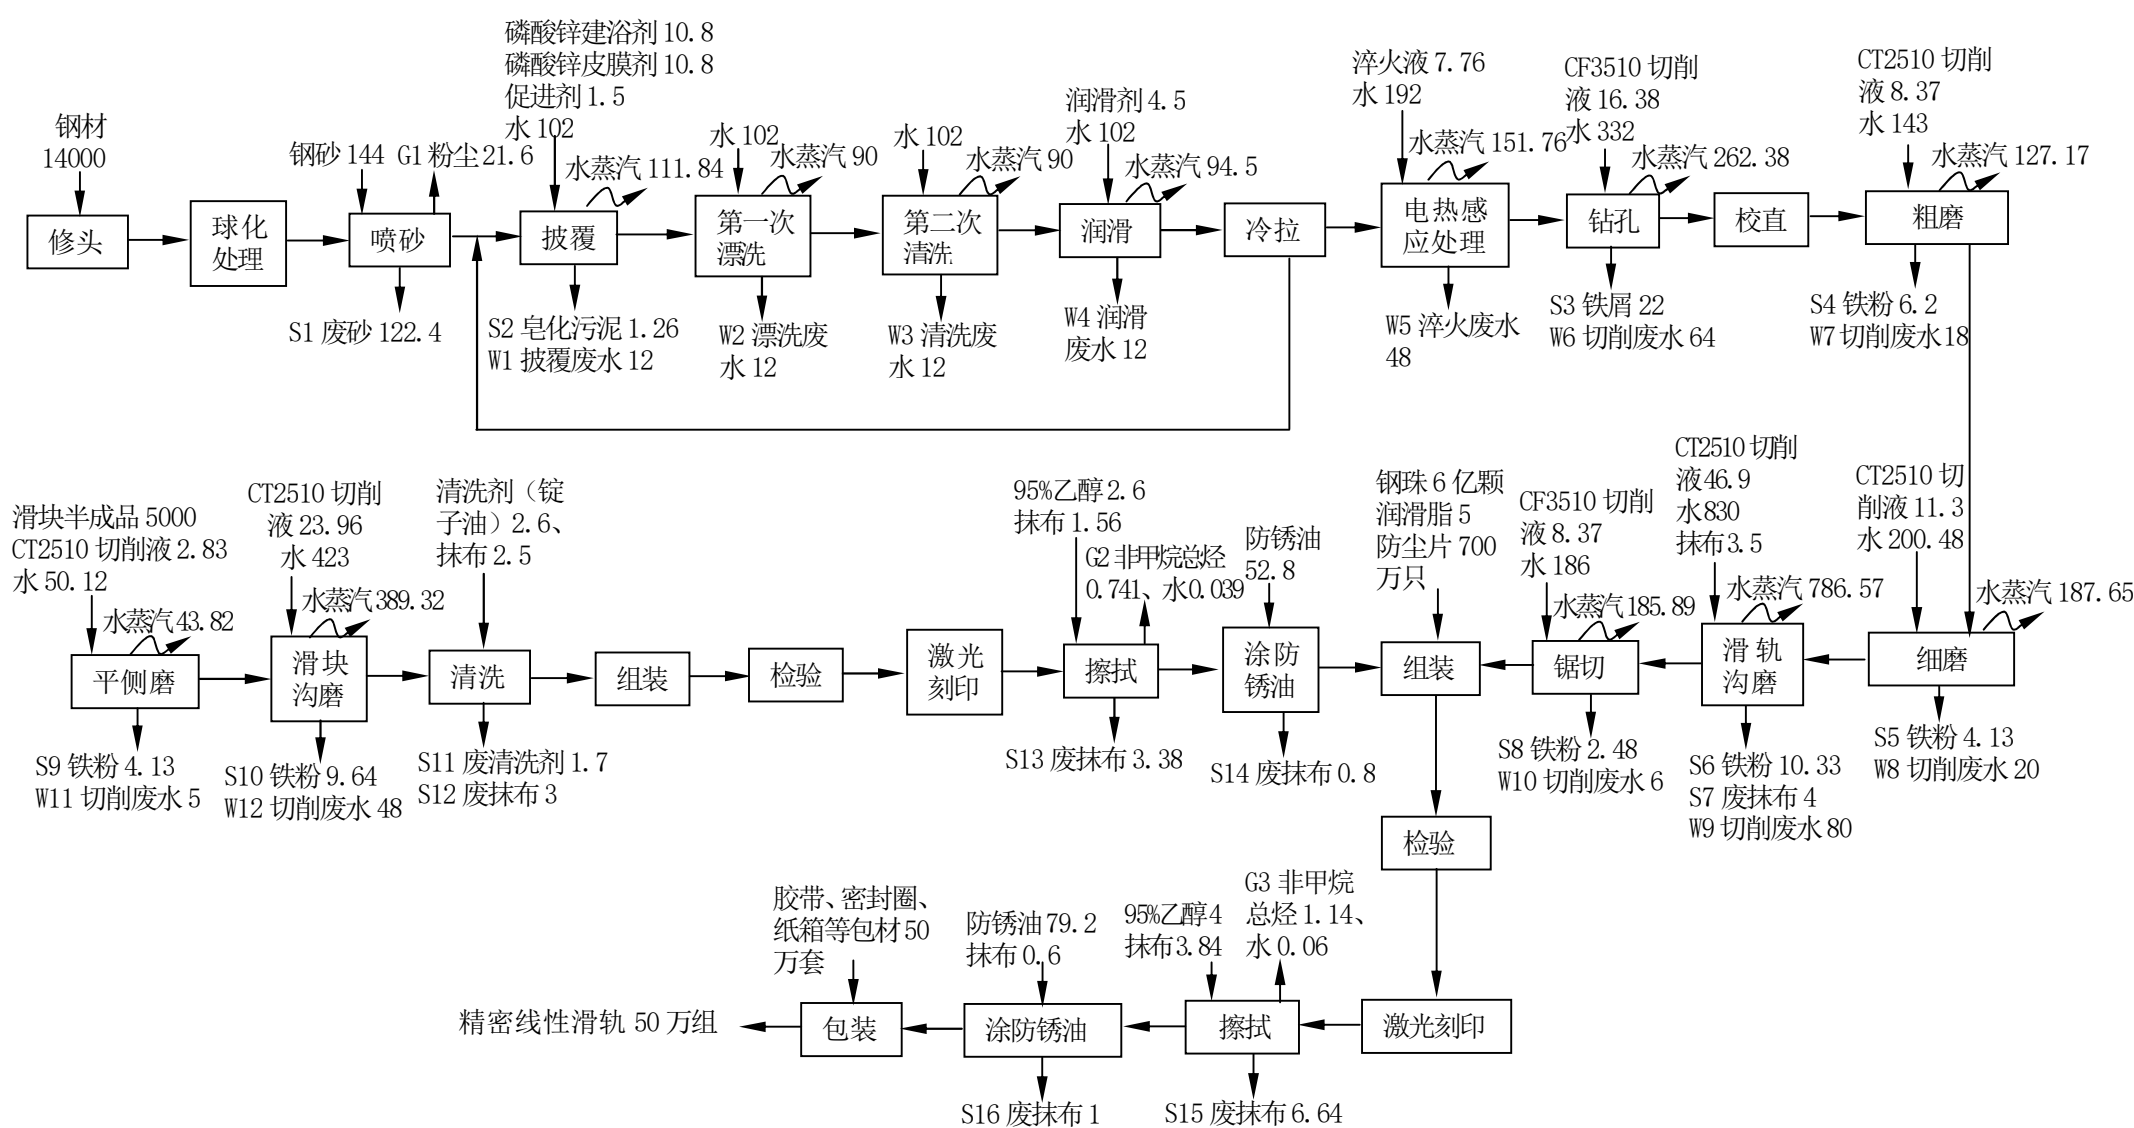 钢材
14000
修头
球化
处理
钢砂 144
G1 粉尘 21.6
喷砂
S1 废砂 122.4
磷酸锌建浴剂 10.8
磷酸锌皮膜剂 10.8
促进剂 1.5
水 102
水蒸汽 111.84
披覆
S2 皂化污泥 1.26
W1 披覆废水 12
水 102
水蒸汽 90
第一次
漂洗
W2 漂洗废
水 12
水 102
水蒸汽 90
第二次
清洗
W3 清洗废
水 12
润滑剂 4.5
水 102
水蒸汽 94.5
润滑
W4 润滑
废水 12
冷拉
淬火液 7.76
水 192
水蒸汽 151.76
电热感
应处理
W5 淬火废水
48
CF3510 切削
液 16.38
水 332
水蒸汽 262.38
钻孔
S3 铁屑 22
W6 切削废水 64
校直
CT2510 切削
液 8.37
水 143
水蒸汽 127.17
粗磨
S4 铁粉 6.2
W7 切削废水 18
CT2510 切
削液 11.3
水 200.48
水蒸汽 187.65
细磨
S5 铁粉 4.13
W8 切削废水 20
CT2510 切削
液46.9
水830
抹布3.5
水蒸汽 786.57
滑轨
沟磨
S6 铁粉 10.33
S7 废抹布 4
W9 切削废水 80
CF3510 切削
液 8.37
水 186
水蒸汽 185.89
锯切
S8 铁粉 2.48
W10 切削废水 6
滑块半成品 5000
CT2510 切削液 2.83
水 50.12
水蒸汽 43.82
平侧磨
S9 铁粉 4.13
W11 切削废水 5
CT2510 切削
液 23.96
水 423
水蒸汽 389.32
滑块
沟磨
S10 铁粉 9.64
W12 切削废水 48
清洗剂（锭
子油）2.6、
抹布 2.5
清洗
S11 废清洗剂 1.7
S12 废抹布 3
组装
检验
激光
刻印
95%乙醇 2.6
抹布 1.56
G2 非甲烷总烃
0.741、水0.039
擦拭
S13 废抹布 3.38
防锈油
52.8
涂防
锈油
S14 废抹布 0.8
钢珠 6 亿颗
润滑脂 5
防尘片 700
万只
组装
检验
激光刻印
G3 非甲烷
总烃 1.14、
水 0.06
95%乙醇 4
抹布 3.84
擦拭
S15 废抹布 6.64
防锈油 79.2
抹布 0.6
涂防锈油
S16 废抹布 1
胶带、密封圈、
纸箱等包材 50
万套
包装
精密线性滑轨 50 万组